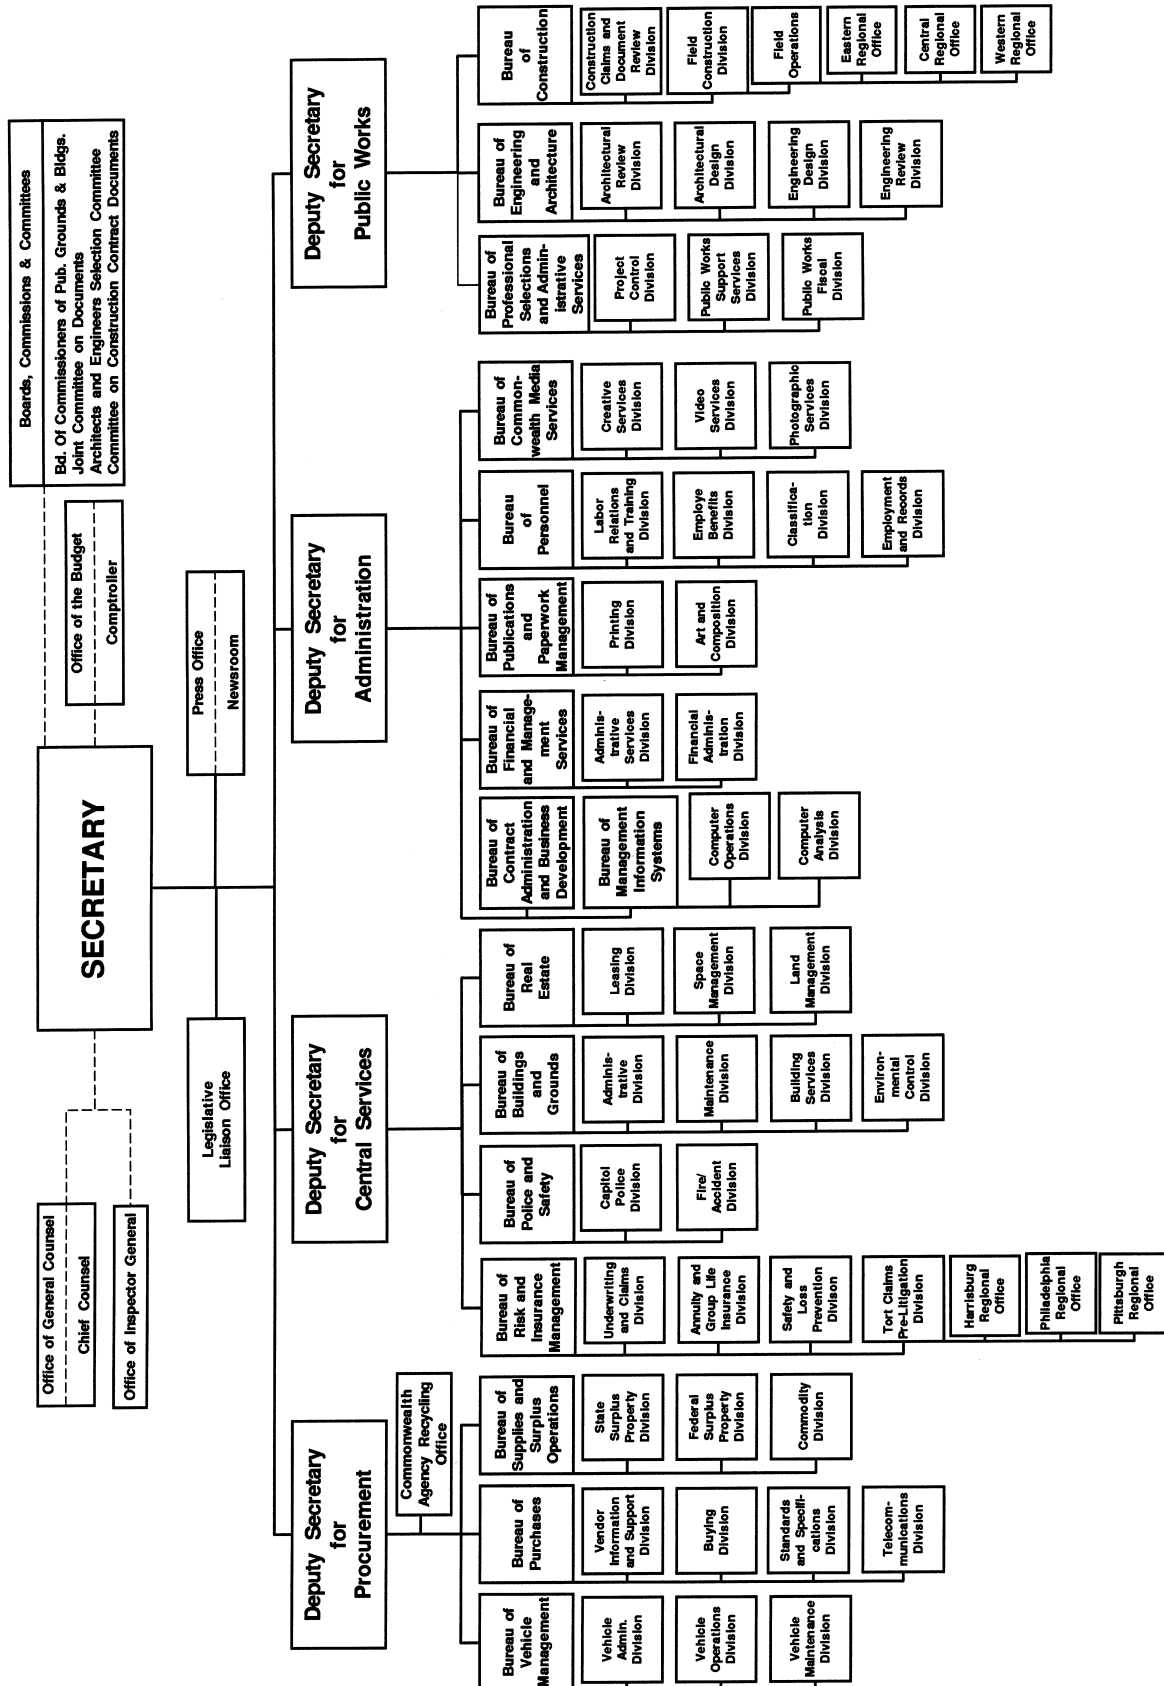 SECRETARY
Boards, Commissions & Committees
Bd. Of Commissioners of Pub. Grounds & Bldgs.
Joint Committee on Documents
Architects and Engineers Selection Committee
Committee on Construction Contract Documents
Office of the Budget
Comptroller
Office of General Counsel
Chief Counsel
Office of Inspector General
Legislative
Liaison Office
Press Office
Newsroom
Deputy Secretary
for
Procurement
Commonwealth
Agency Recycling
Office
Bureau of
Vehicle
Management
Vehicle
Admin.
Division
Vehicle
Operations
Division
Vehicle
Maintenance
Division
Bureau of
Purchases
Vendor
Information
and Support
Division
Buying
Division
Standards
and Specifi-
cations
Division
Telecom-
munications
Division
Bureau of
Supplies and
Surplus
Operations
State
Surplus
Property
Division
Federal
Surplus
Property
Division
Commodity
Division
Deputy Secretary
for
Central Services
Bureau of
Risk and
Insurance
Management
Underwriting
and Claims
Division
Annuity and
Group Life
Insurance
Division
Safety and
Loss
Prevention
Divison
Tort Claims
Pre-Litigation
Division
Harrisburg
Regional
Office
Philadelphia
Regional
Office
Pittsburgh
Regional
Office
Bureau of
Police and
Safety
Capitol
Police
Division
Fire/
Accident
Division
Bureau of
Buildings
and
Grounds
Adminis-
trative
Division
Maintenance
Division
Building
Services
Division
Environ-
mental
Control
Division
Bureau of
Real
Estate
Leasing
Division
Space
Management
Division
Land
Management
Division
Deputy Secretary
for
Administration
Bureau of
Contract
Administration
and Business
Development
Bureau of
Management
Information
Systems
Computer
Operations
Division
Computer
Analysis
Division
Bureau of
Financial
and Manage-
ment
Services
Adminis-
trative
Services
Division
Financial
Adminis-
tration
Division
Bureau of
Publications
and
Paperwork
Management
Printing
Division
Art and
Composition
Division
Bureau
of
Personnel
Labor
Relations
and Training
Division
Employe
Benefits
Division
Classifica-
tion
Division
Employment
and Records
Division
Bureau of
Common-
wealth Media
Services
Creative
Services
Division
Video
Services
Division
Photographic
Services
Division
Deputy Secretary
for
Public Works
Bureau of
Professional
Selections
and Admin-
istrative
Services
Project
Control
Division
Public Works
Support
Services
Division
Public Works
Fiscal
Division
Bureau of
Engineering
and
Architecture
Architectural
Review
Division
Architectural
Design
Division
Engineering
Design
Division
Engineering
Review
Division
Bureau
of
Construction
Construction
Claims and
Document
Review
Division
Field
Construction
Division
Field
Operations
Eastern
Regional
Office
Central
Regional
Office
Western
Regional
Office